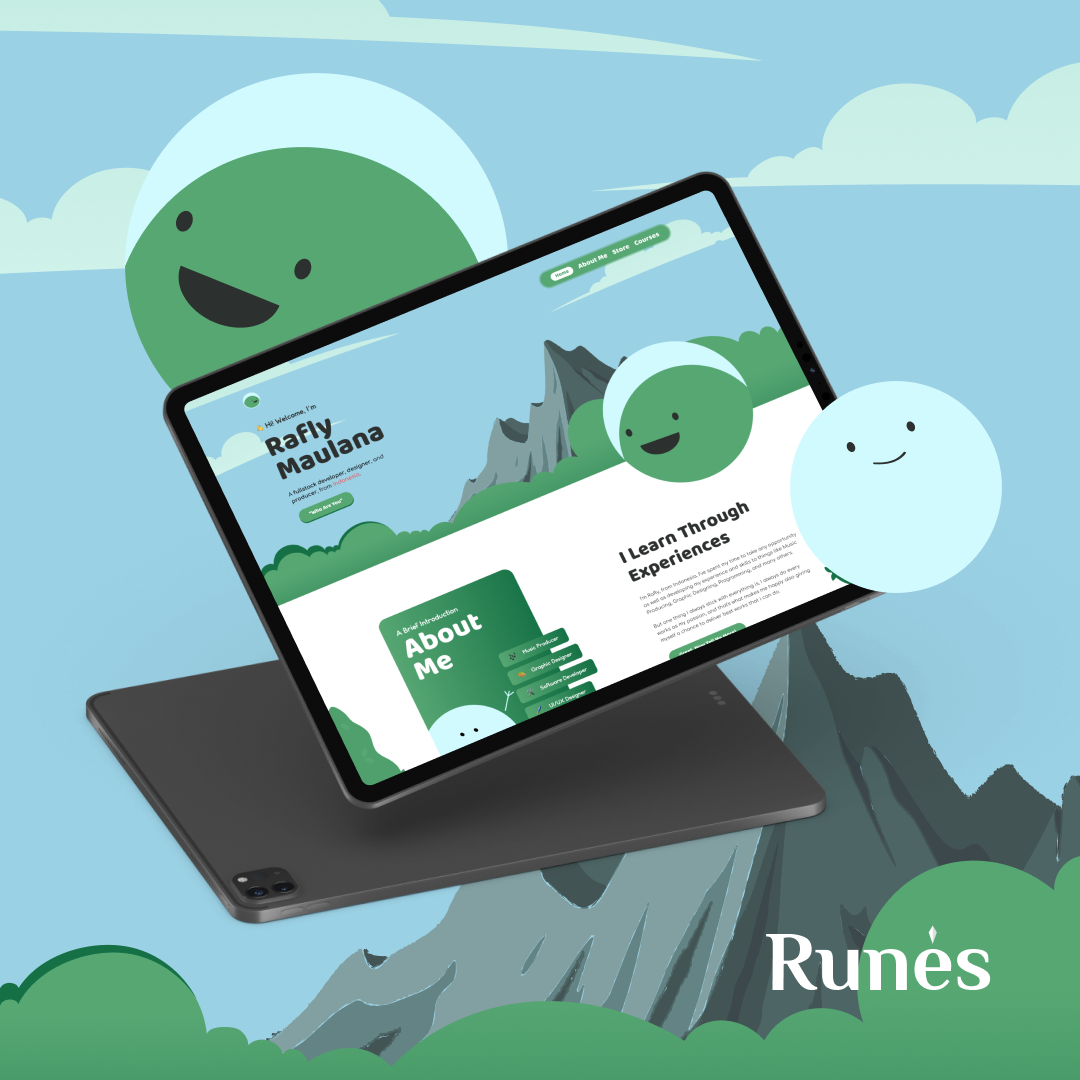 Home About Me Store Courses
👋 Hi! Welcome, I'm
Rafly
Maulana
A fullstack developer, designer, and
producer, from Indonesia.
"Who Are You"
I Learn Through
Experiences
I'm Rafly, from Indonesia. I've spent my time to take any opportunity
as well as developing my experience and skills to things like Music
Producing, Graphic Designing, Programming, and many others.
But one thing I always stick with everything is, I always do every
works as my passion, and that's what makes me happy also giving
myself a chance to deliver best works that I can do.
A Brief Introduction
About
Me
Music Producer
Graphic Designer
Software Developer
UI/UX Designer
Runes